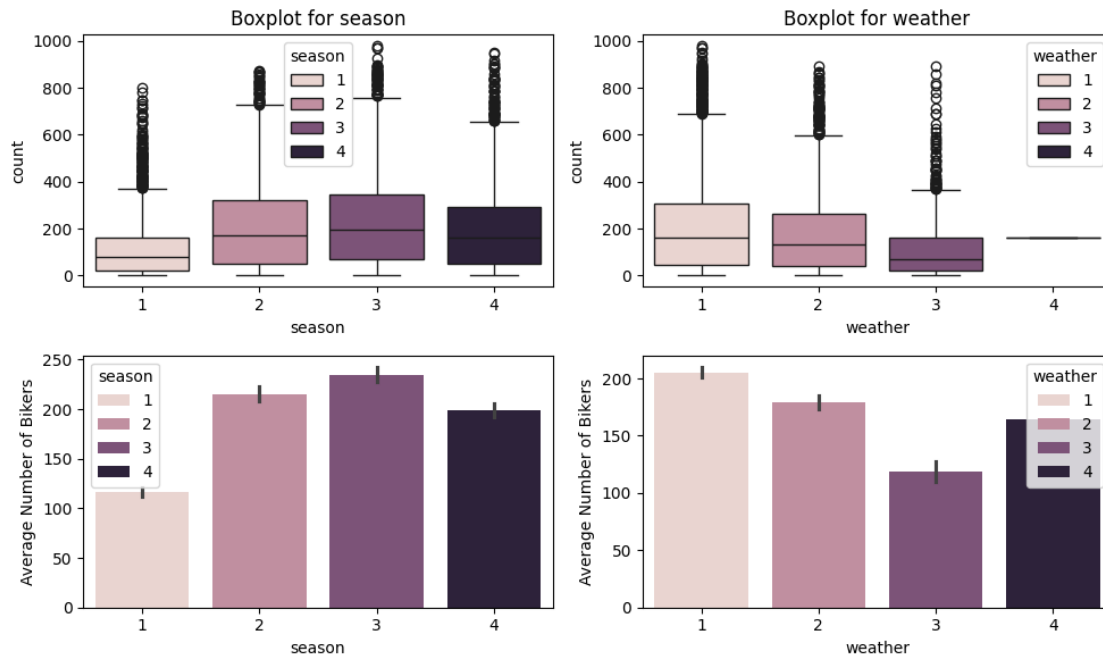 Boxplot for season
1000
800
600
400
200
0
count
season
1
2
3
4
1 2 3 4
season
Boxplot for weather
1000
800
600
400
200
0
count
weather
1
2
3
4
1 2 3 4
weather
250
200
150
100
50
0
Average Number of Bikers
season
1
2
3
4
1 2 3 4
season
200
150
100
50
0
Average Number of Bikers
weather
1
2
3
4
1 2 3 4
weather